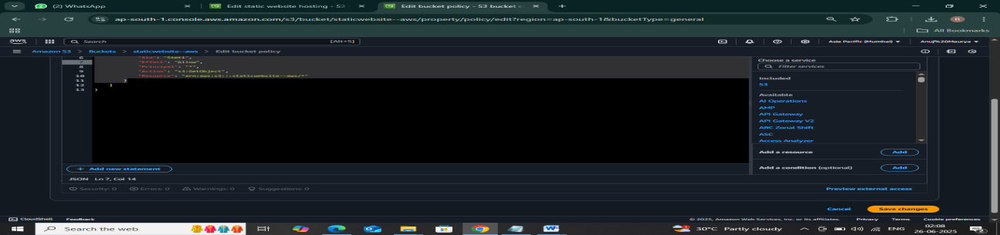 (2) WhatsApp
Edit static website hosting - S3
Edit bucket policy - S3 bucket
ap-south-1.console.aws.amazon.com/s3/bucket/staticwebsite--aws/property/policy/edit?region=ap-south-1&bucketType=general
All Bookmarks
aws
Search
[Alt+S]
Asia Pacific (Mumbai)
Anuj%20Maurya
Amazon S3 > Buckets > staticwebsite--aws > Edit bucket policy
6 "Sid": "Stmt1",
7 "Effect": "Allow",
8 "Principal": "*",
9 "Action": "s3:GetObject",
10 "Resource": "arn:aws:s3:::staticwebsite--aws/*"
11 }
12 ]
13 }
Choose a service
Filter services
Included
S3
Available
AI Operations
AMP
API Gateway
API Gateway V2
ARC Zonal Shift
ASC
Access Analyzer
Add a resource
Add
Add a condition (optional)
Add
+ Add new statement
JSON Ln 7, Col 14
Security: 0
Errors: 0
Warnings: 0
Suggestions: 0
Preview external access
Cancel
Save changes
CloudShell
Feedback
© 2025, Amazon Web Services, Inc. or its affiliates.
Privacy
Terms
Cookie preferences
Search the web
30°C Partly cloudy
ENG
02:08
26-06-2025